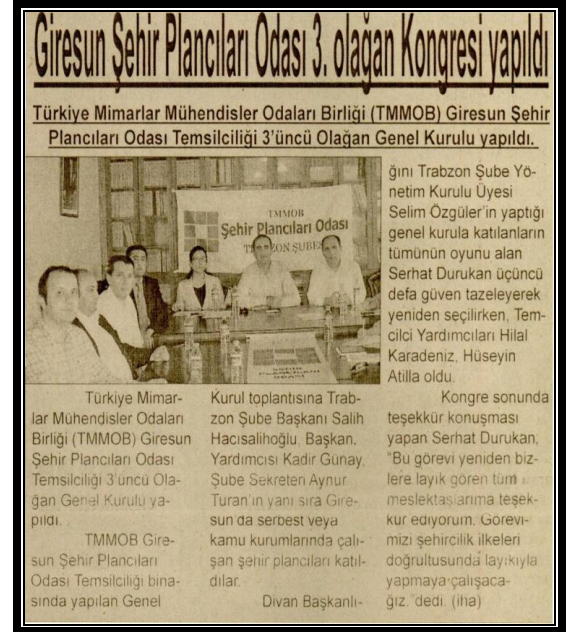 Giresun Şehir Plancıları Odası 3. olağan Kongresi yapıldı
Türkiye Mimarlar Mühendisler Odaları Birliği (TMMOB) Giresun Şehir
Plancıları Odası Temsilciliği 3'üncü Olağan Genel Kurulu yapıldı.
TMMOB
Şehir Plancıları Odası
TRABZON ŞUBESİ
Türkiye Mimar-
lar Mühendisler Odaları
Birliği (TMMOB) Giresun
Şehir Plancıları Odası
Temsilciliği 3'üncü Ola-
ğan Genel Kurulu ya-
pıldı.
TMMOB Gire-
sun Şehir Plancıları
Odası Temsilciliği bina-
sında yapılan Genel
Kurul toplantısına Trab-
zon Şube Başkanı Salih
Hacısalihoğlu, Başkan,
Yardımcısı Kadir Günay,
Şube Sekreteri Aynur
Turan'ın yanı sıra Gire-
sun'da serbest veya
kamu kurumlarında çalı-
şan şehir plancıları katıl-
dılar.
Divan Başkanlı-
ğını Trabzon Şube Yö-
netim Kurulu Üyesi
Selim Özgüler'in yaptığı
genel kurula katılanların
tümünün oyunu alan
Serhat Durukan üçüncü
defa güven tazeleyerek
yeniden seçilirken, Tem-
cilci Yardımcıları Hilal
Karadeniz, Hüseyin
Atilla oldu.
Kongre sonunda
teşekkür konuşması
yapan Serhat Durukan,
"Bu görevi yeniden biz-
lere layık gören tüm
meslektaşlarıma teşek-
kür ediyorum. Görevi-
mizi şehircilik ilkeleri
doğrultusunda layıkıyla
yapmaya çalışaca-
ğız."dedi. (iha)